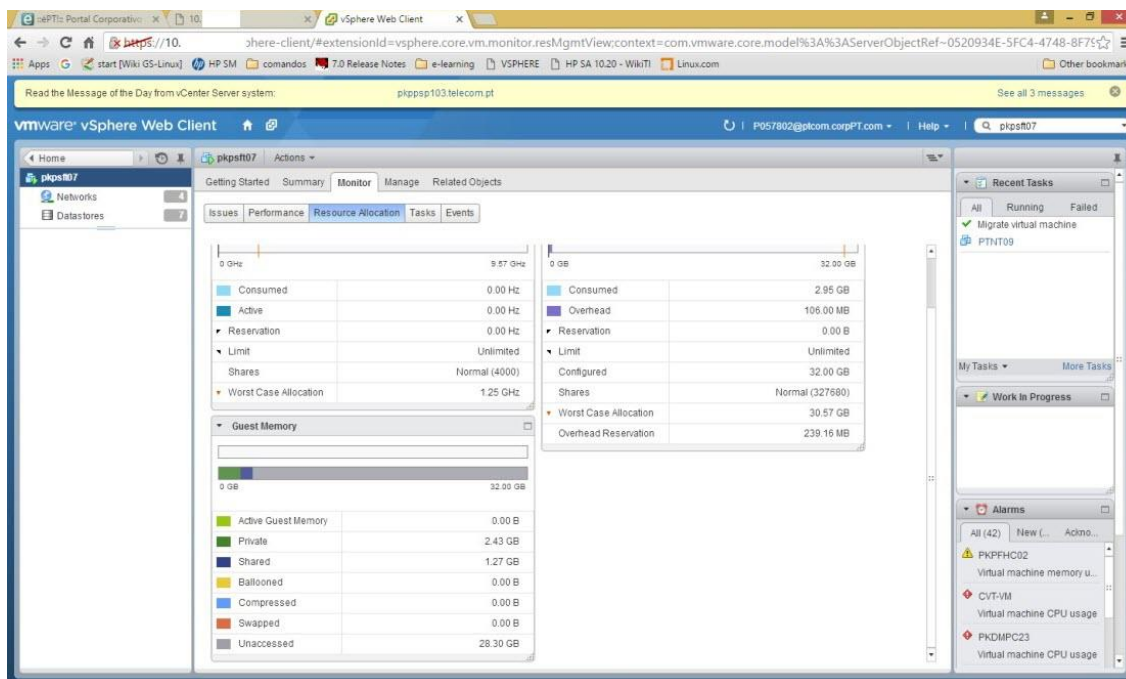 ıəPTı: Portal Corporativo
10.
vSphere Web Client
https://10.
ohere-client/#extensionId=vsphere.core.vm.monitor.resMgmtView;context=com.vmware.core.model%3A%3AServerObjectRef~0520934E-5FC4-4748-8F79
Apps
start [Wiki GS-Linux]
HP SM
comandos
7.0 Release Notes
e-learning
VSPHERE
HP SA 10.20 - WikiTI
Linux.com
Other bookmark
Read the Message of the Day from vCenter Server system:
pkppsp103.telecom.pt
See all 3 messages
vmware vSphere Web Client
P057802@ptcom.corpPT.com
Help
pkpsft07
Home
pkpsft07
Networks 4
Datastores 7
pkpsft07 Actions
Getting Started Summary Monitor Manage Related Objects
Issues Performance Resource Allocation Tasks Events
0 GHz 9.57 GHz
Consumed 0.00 Hz
Active 0.00 Hz
Reservation 0.00 Hz
Limit Unlimited
Shares Normal (4000)
Worst Case Allocation 1.25 GHz
Guest Memory
0 GB 32.00 GB
Active Guest Memory 0.00 B
Private 2.43 GB
Shared 1.27 GB
Ballooned 0.00 B
Compressed 0.00 B
Swapped 0.00 B
Unaccessed 28.30 GB
0 GB 32.00 GB
Consumed 2.95 GB
Overhead 106.00 MB
Reservation 0.00 B
Limit Unlimited
Configured 32.00 GB
Shares Normal (327680)
Worst Case Allocation 30.57 GB
Overhead Reservation 239.16 MB
Recent Tasks
All Running Failed
Migrate virtual machine
PTNT09
My Tasks More Tasks
Work In Progress
Alarms
All (42) New (... Ackno...
PKPFHC02
Virtual machine memory u...
CVT-VM
Virtual machine CPU usage
PKDMPC23
Virtual machine CPU usage